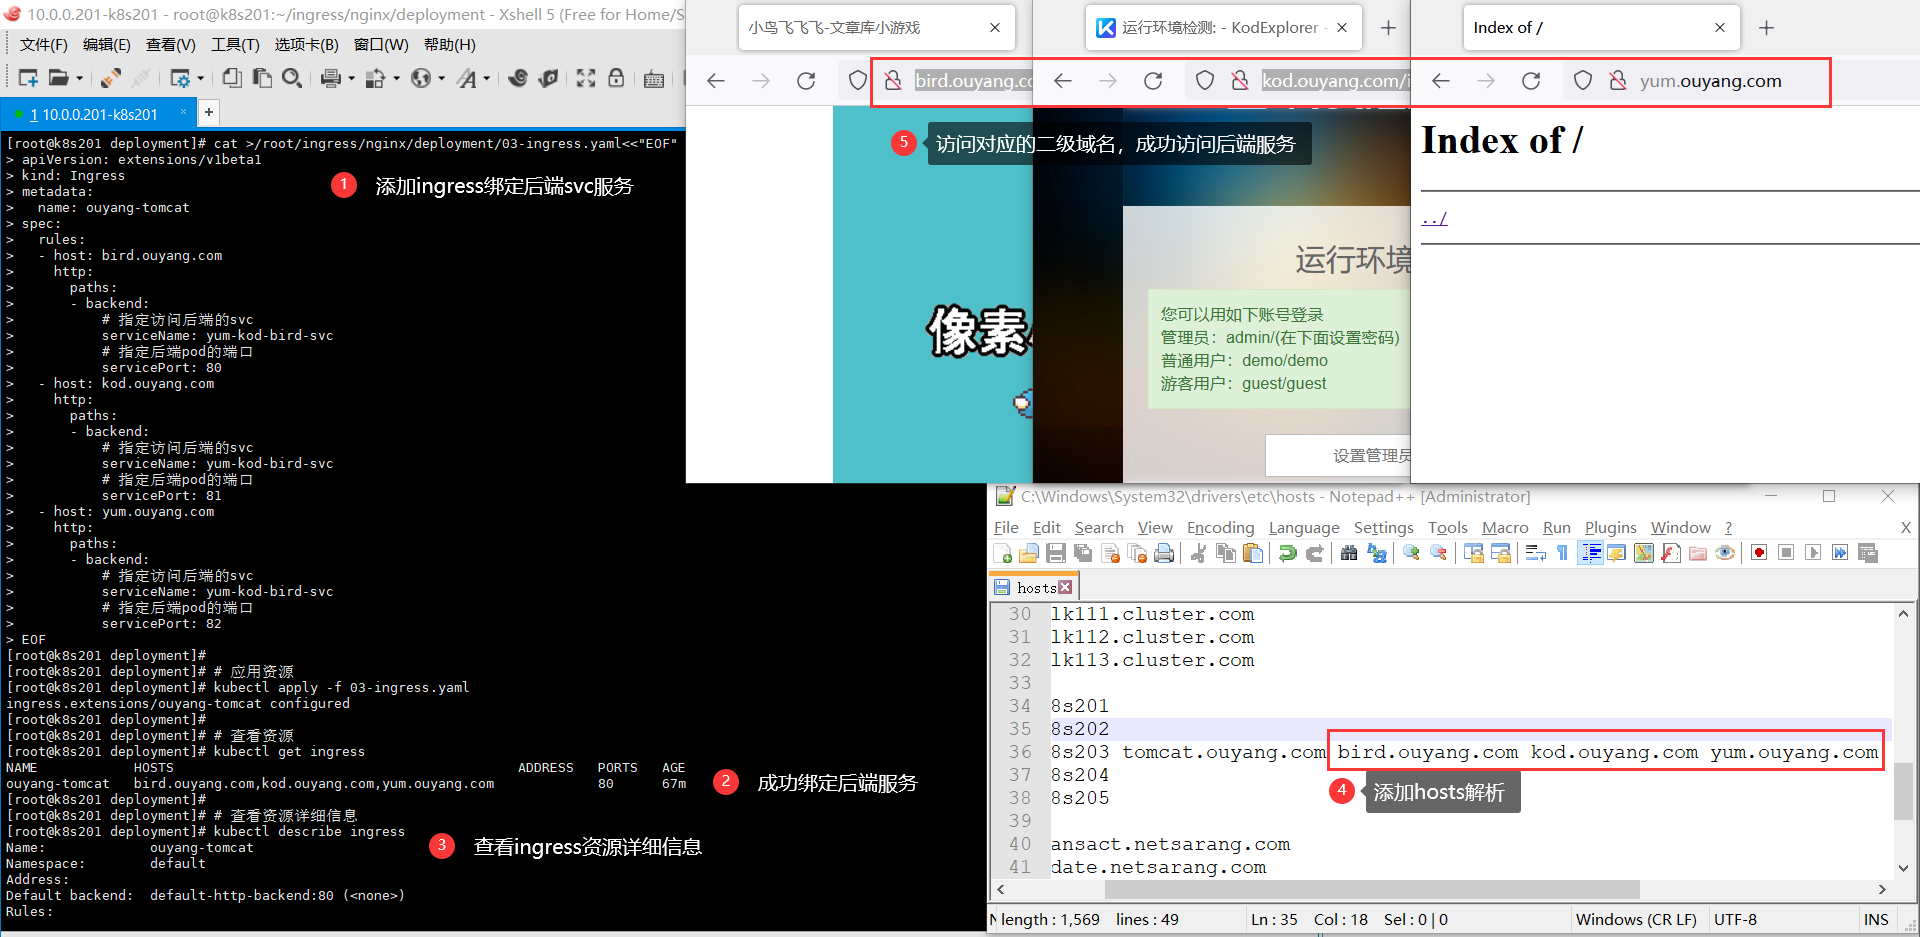 10.0.0.201-k8s201 - root@k8s201:~/ingress/nginx/deployment - Xshell 5 (Free for Home/S
文件(F) 编辑(E) 查看(V) 工具(T) 选项卡(B) 窗口(W) 帮助(H)
1 10.0.0.201-k8s201 × +
[root@k8s201 deployment]# cat >/root/ingress/nginx/deployment/03-ingress.yaml<<"EOF"
> apiVersion: extensions/v1beta1
> kind: Ingress
> metadata:
>   name: ouyang-tomcat
> spec:
>   rules:
>   - host: bird.ouyang.com
>     http:
>       paths:
>       - backend:
>           # 指定访问后端的svc
>           serviceName: yum-kod-bird-svc
>           # 指定后端pod的端口
>           servicePort: 80
>   - host: kod.ouyang.com
>     http:
>       paths:
>       - backend:
>           # 指定访问后端的svc
>           serviceName: yum-kod-bird-svc
>           # 指定后端pod的端口
>           servicePort: 81
>   - host: yum.ouyang.com
>     http:
>       paths:
>       - backend:
>           # 指定访问后端的svc
>           serviceName: yum-kod-bird-svc
>           # 指定后端pod的端口
>           servicePort: 82
> EOF
[root@k8s201 deployment]#
[root@k8s201 deployment]# # 应用资源
[root@k8s201 deployment]# kubectl apply -f 03-ingress.yaml
ingress.extensions/ouyang-tomcat configured
[root@k8s201 deployment]#
[root@k8s201 deployment]# # 查看资源
[root@k8s201 deployment]# kubectl get ingress
NAME            HOSTS                                           ADDRESS   PORTS   AGE
ouyang-tomcat   bird.ouyang.com,kod.ouyang.com,yum.ouyang.com             80      67m
[root@k8s201 deployment]#
[root@k8s201 deployment]# # 查看资源详细信息
[root@k8s201 deployment]# kubectl describe ingress
Name:             ouyang-tomcat
Namespace:        default
Address:
Default backend:  default-http-backend:80 (<none>)
Rules:
1 添加ingress绑定后端svc服务
2 成功绑定后端服务
3 查看ingress资源详细信息
小鸟飞飞飞-文章库小游戏 ×
bird.ouyang.co
像素
运行环境检测: - KodExplorer - × +
kod.ouyang.com/i
5 访问对应的二级域名，成功访问后端服务
运行环境
您可以用如下账号登录
管理员：admin/(在下面设置密码)
普通用户：demo/demo
游客用户：guest/guest
设置管理员
Index of / × +
yum.ouyang.com
Index of /
../
C:\Windows\System32\drivers\etc\hosts - Notepad++ [Administrator]
File Edit Search View Encoding Language Settings Tools Macro Run Plugins Window ? X
hosts
30 lk111.cluster.com
31 lk112.cluster.com
32 lk113.cluster.com
33
34 8s201
35 8s202
36 8s203 tomcat.ouyang.com bird.ouyang.com kod.ouyang.com yum.ouyang.com
37 8s204
38 8s205
39
40 ansact.netsarang.com
41 date.netsarang.com
4 添加hosts解析
N length : 1,569 lines : 49 Ln : 35 Col : 18 Sel : 0 | 0 Windows (CR LF) UTF-8 INS